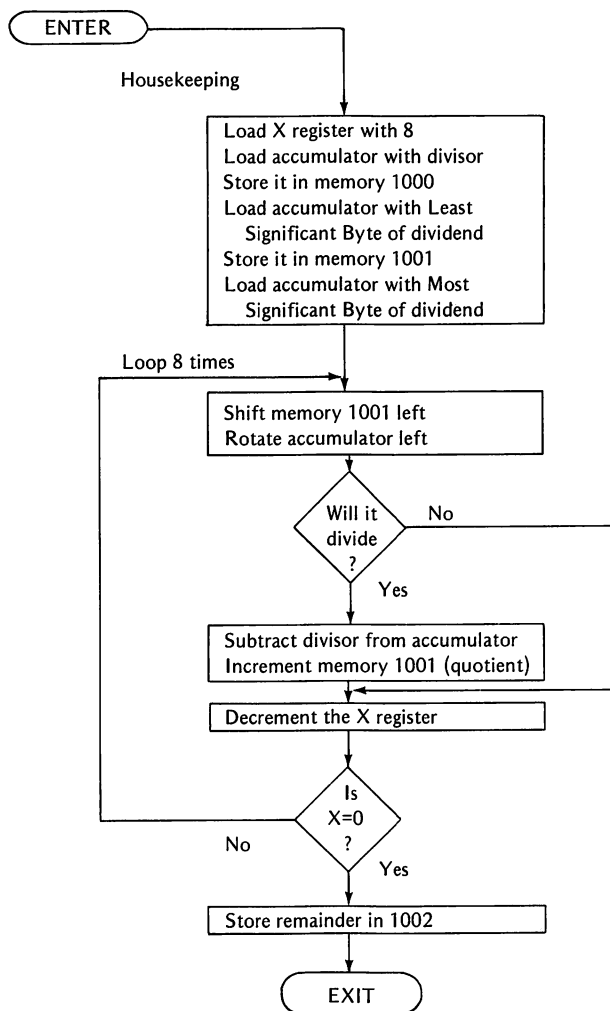 ENTER
Housekeeping
Load X register with 8
Load accumulator with divisor
Store it in memory 1000
Load accumulator with Least
Significant Byte of dividend
Store it in memory 1001
Load accumulator with Most
Significant Byte of dividend
Loop 8 times
Shift memory 1001 left
Rotate accumulator left
Will it
divide
?
No
Yes
Subtract divisor from accumulator
Increment memory 1001 (quotient)
Decrement the X register
Is
X=0
?
No
Yes
Store remainder in 1002
EXIT